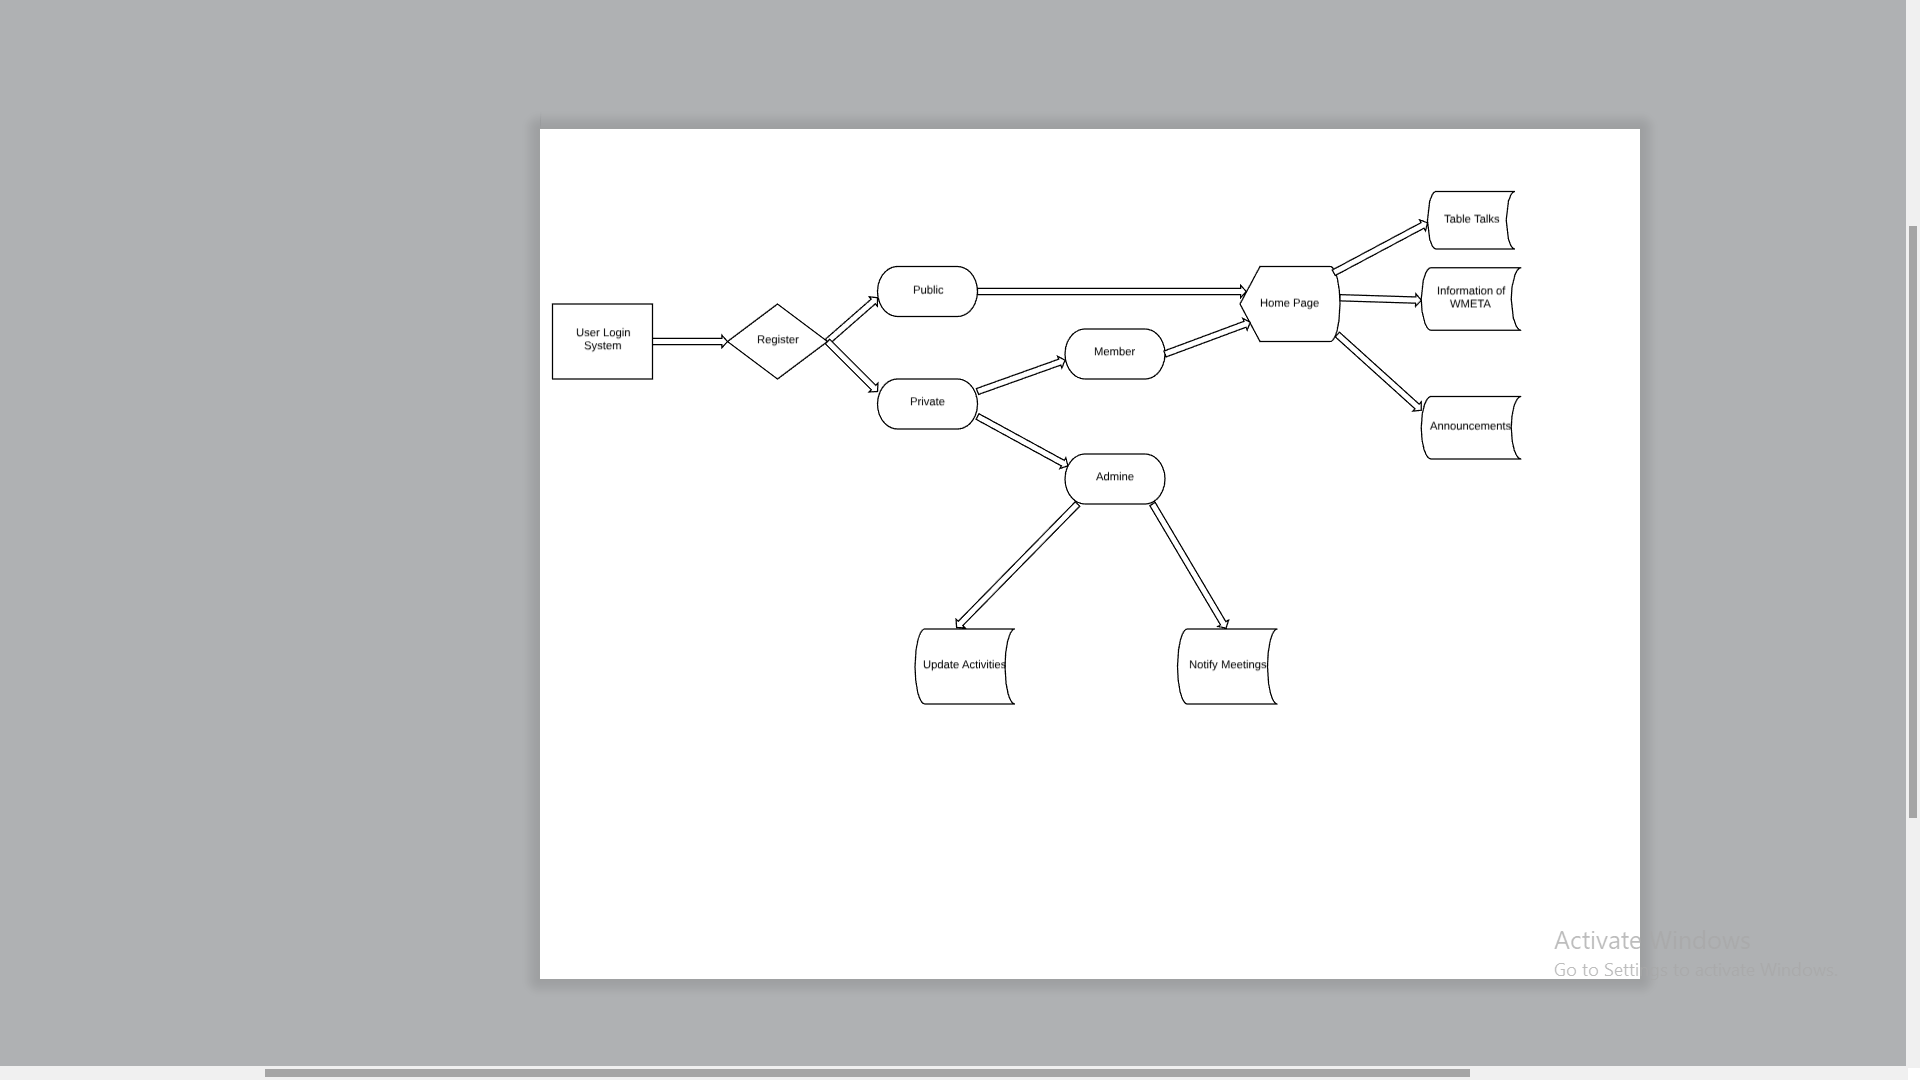 Table Talks
Public
Information of
WMETA
Home Page
User Login
System
Register
Member
Private
Announcements
Admine
Update Activities
Notify Meetings
Activate Windows
Go to Settings to activate Windows.